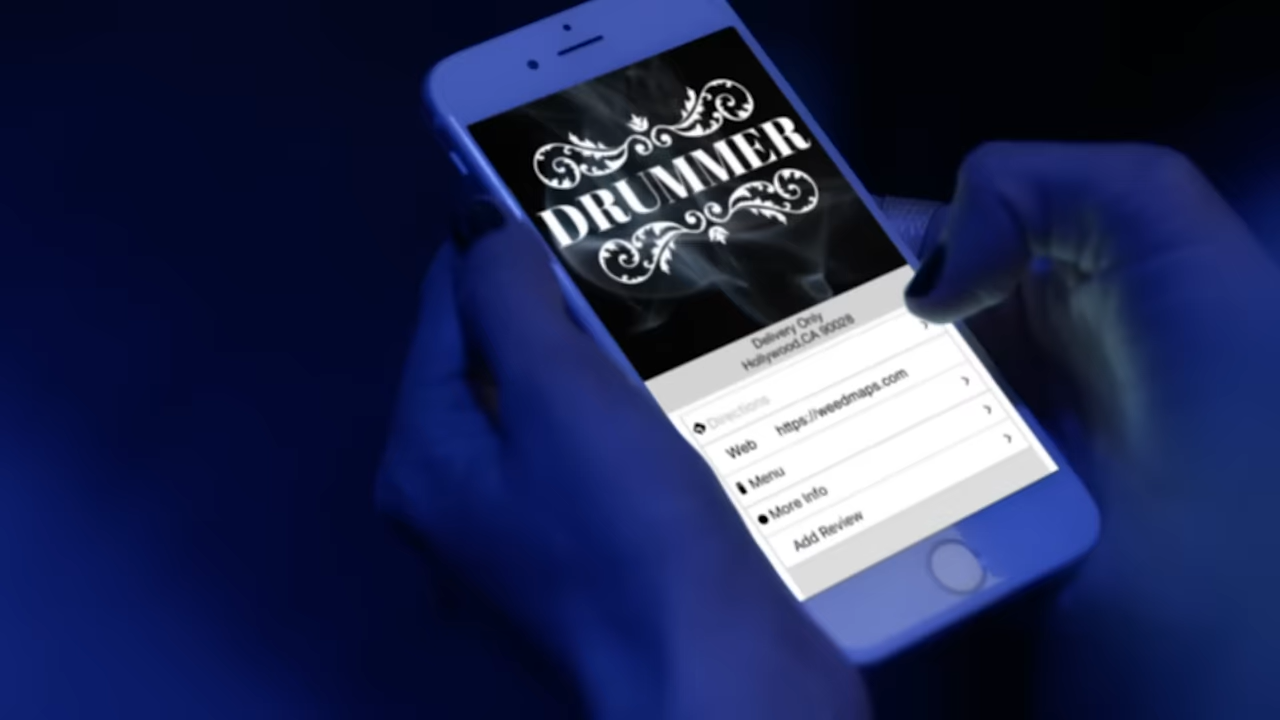 DRUMMER
Delivery Only
Hollywood,CA 90028
Directions
Web https://weedmaps.com
Menu
More Info
Add Review